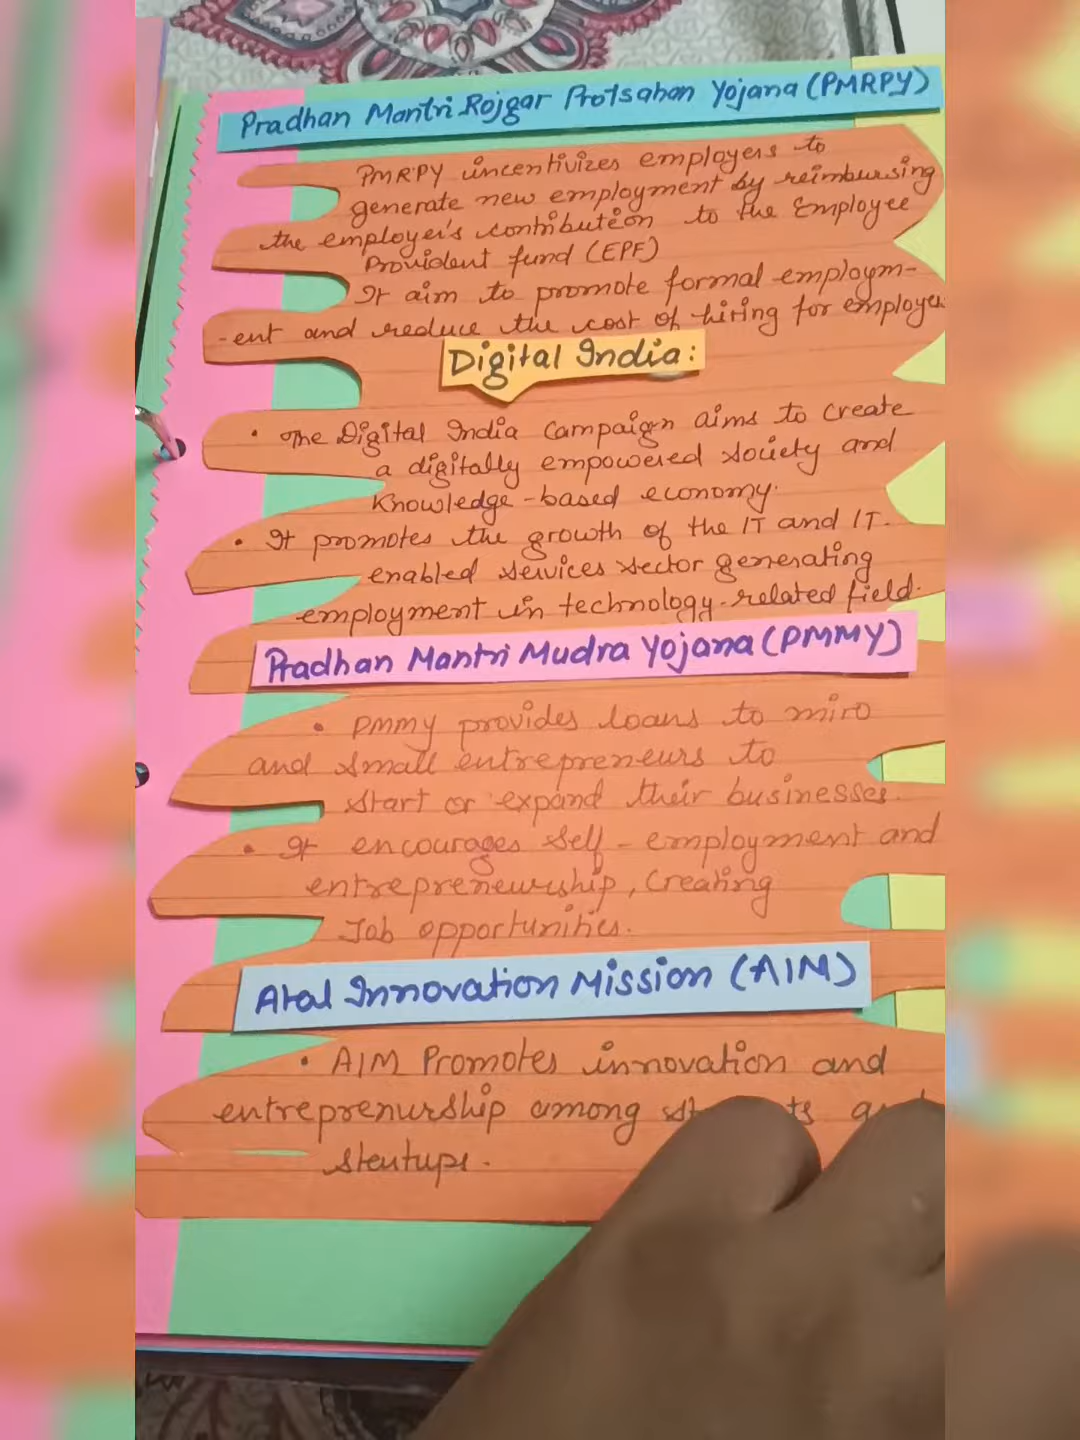 Pradhan Mantri Rojgar Protsahan Yojana (PMRPY)
PMRPY incentivizes employers to
generate new employment by reimbursing
the employer's contribution to the Employee
Provident fund (EPF)
It aim to promote formal employm-
-ent and reduce the cost of hiring for employer
Digital India:
• The Digital India Campaign aims to create
a digitally empowered society and
Knowledge-based economy.
• It promotes the growth of the IT and IT-
enabled services sector generating
employment in technology-related field.
Pradhan Mantri Mudra Yojana (PMMY)
• PMMY provides loans to miro
and small entrepreneurs to
start or expand their businesses.
• It encourages self-employment and
entrepreneurship, Creating
Job opportunities.
Atal Innovation Mission (AIM)
• AIM Promotes innovation and
entreprenurship among